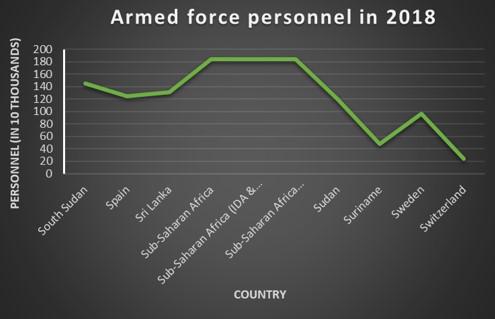 Armed force personnel in 2018
PERSONNEL (IN 10 THOUSANDS)
200
180
160
140
120
100
80
60
40
20
0
South Sudan
Spain
Sri Lanka
Sub-Saharan Africa
Sub-Saharan Africa (IDA &...
Sub-Saharan Africa...
Sudan
Suriname
Sweden
Switzerland
COUNTRY